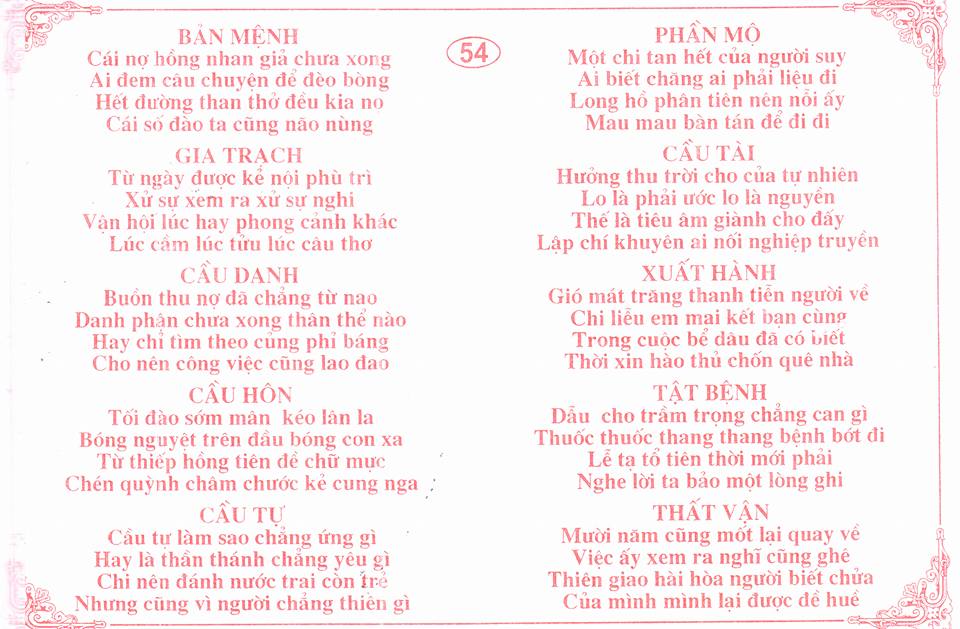 54
BẢN MỆNH
Cái nợ hồng nhan giả chưa xong
Ai đem câu chuyện để đèo bòng
Hết đường than thở đều kia nọ
Cái số đào ta cũng não nùng
GIA TRẠCH
Từ ngày được kẻ nội phù trì
Xử sự xem ra xử sự nghi
Vận hội lúc hay phong cảnh khác
Lúc cầm lúc tửu lúc câu thơ
CẦU DANH
Buồn thu nợ đã chẳng từ nao
Danh phận chưa xong thân thể nào
Hay chỉ tìm theo củng phỉ báng
Cho nên công việc cũng lao đao
CẦU HÔN
Tối đào sớm mân kéo lân la
Bóng nguyệt trên đầu bóng con xa
Từ thiếp hồng tiên đề chữ mực
Chén quỳnh châm chước kẻ cung nga
CẦU TỰ
Cầu tự làm sao chẳng ứng gì
Hay là thần thánh chẳng yêu gì
Chi nên đánh nước trai còn trẻ
Nhưng cũng vì người chẳng thiên gì
PHẦN MỘ
Một chi tan hết của người suy
Ai biết chăng ai phải liệu đi
Long hồ phân tiên nên nỗi ấy
Mau mau bàn tán để đi di
CẦU TÀI
Hưởng thu trời cho của tự nhiên
Lo là phải ước lo là nguyền
Thế là tiêu âm giành cho đấy
Lập chí khuyên ai nối nghiệp truyền
XUẤT HÀNH
Gió mát trăng thanh tiễn người về
Chi liễu em mai kết bạn cùng
Trong cuộc bể dâu đã có biết
Thời xin hào thủ chốn quê nhà
TẬT BỆNH
Dẫu cho trầm trọng chẳng can gì
Thuốc thuốc thang thang bệnh bớt đi
Lễ tạ tổ tiên thời mới phải
Nghe lời ta bảo một lòng ghi
THẤT VẬN
Mười năm cũng mốt lại quay về
Việc ấy xem ra nghĩ cũng ghê
Thiên giao hài hòa người biết chửa
Của mình mình lại được đề huề